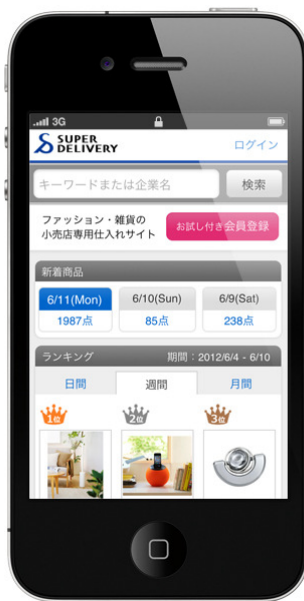 3G
SUPER
DELIVERY
ログイン
キーワードまたは企業名
検索
ファッション・雑貨の
小売店専用仕入れサイト
お試し付き会員登録
新着商品
6/11(Mon) 6/10(Sun) 6/9(Sat)
1987点 85点 238点
ランキング 期間：2012/6/4 - 6/10
日間 週間 月間
1位 2位 3位